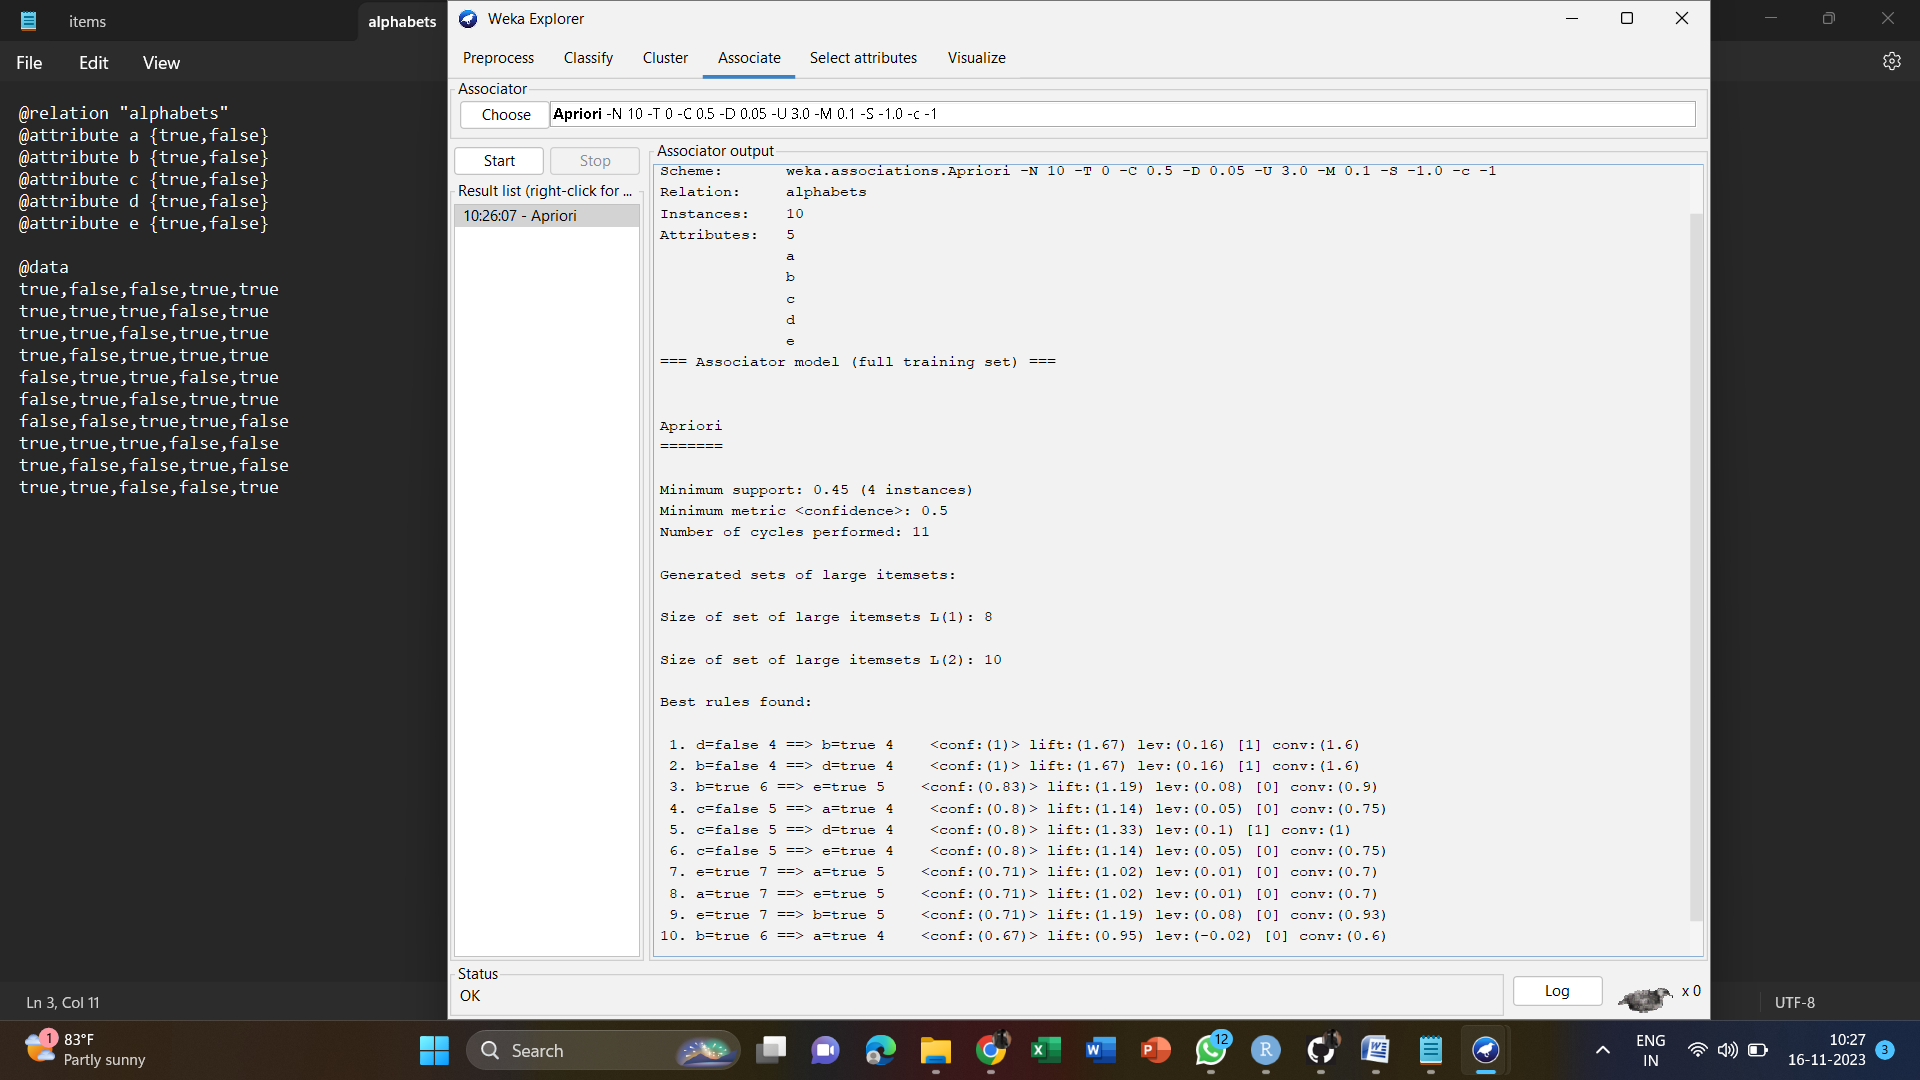 items
alphabets
File
Edit
View
@relation "alphabets"
@attribute a {true,false}
@attribute b {true,false}
@attribute c {true,false}
@attribute d {true,false}
@attribute e {true,false}
@data
true,false,false,true,true
true,true,true,false,true
true,true,false,true,true
true,false,true,true,true
false,true,true,false,true
false,true,false,true,true
false,false,true,true,false
true,true,true,false,false
true,false,false,true,false
true,true,false,false,true
Ln 3, Col 11
UTF-8
Weka Explorer
Preprocess
Classify
Cluster
Associate
Select attributes
Visualize
Associator
Choose
Apriori -N 10 -T 0 -C 0.5 -D 0.05 -U 3.0 -M 0.1 -S -1.0 -c -1
Start
Stop
Result list (right-click for ...
10:26:07 - Apriori
Associator output
Scheme: weka.associations.Apriori -N 10 -T 0 -C 0.5 -D 0.05 -U 3.0 -M 0.1 -S -1.0 -c -1
Relation: alphabets
Instances: 10
Attributes: 5
a
b
c
d
e
=== Associator model (full training set) ===
Apriori
=======
Minimum support: 0.45 (4 instances)
Minimum metric <confidence>: 0.5
Number of cycles performed: 11
Generated sets of large itemsets:
Size of set of large itemsets L(1): 8
Size of set of large itemsets L(2): 10
Best rules found:
1. d=false 4 ==> b=true 4 <conf:(1)> lift:(1.67) lev:(0.16) [1] conv:(1.6)
2. b=false 4 ==> d=true 4 <conf:(1)> lift:(1.67) lev:(0.16) [1] conv:(1.6)
3. b=true 6 ==> e=true 5 <conf:(0.83)> lift:(1.19) lev:(0.08) [0] conv:(0.9)
4. c=false 5 ==> a=true 4 <conf:(0.8)> lift:(1.14) lev:(0.05) [0] conv:(0.75)
5. c=false 5 ==> d=true 4 <conf:(0.8)> lift:(1.33) lev:(0.1) [1] conv:(1)
6. c=false 5 ==> e=true 4 <conf:(0.8)> lift:(1.14) lev:(0.05) [0] conv:(0.75)
7. e=true 7 ==> a=true 5 <conf:(0.71)> lift:(1.02) lev:(0.01) [0] conv:(0.7)
8. a=true 7 ==> e=true 5 <conf:(0.71)> lift:(1.02) lev:(0.01) [0] conv:(0.7)
9. e=true 7 ==> b=true 5 <conf:(0.71)> lift:(1.19) lev:(0.08) [0] conv:(0.93)
10. b=true 6 ==> a=true 4 <conf:(0.67)> lift:(0.95) lev:(-0.02) [0] conv:(0.6)
Status
OK
Log
x 0
1
83°F
Partly sunny
Search
12
ENG
IN
10:27
16-11-2023
3